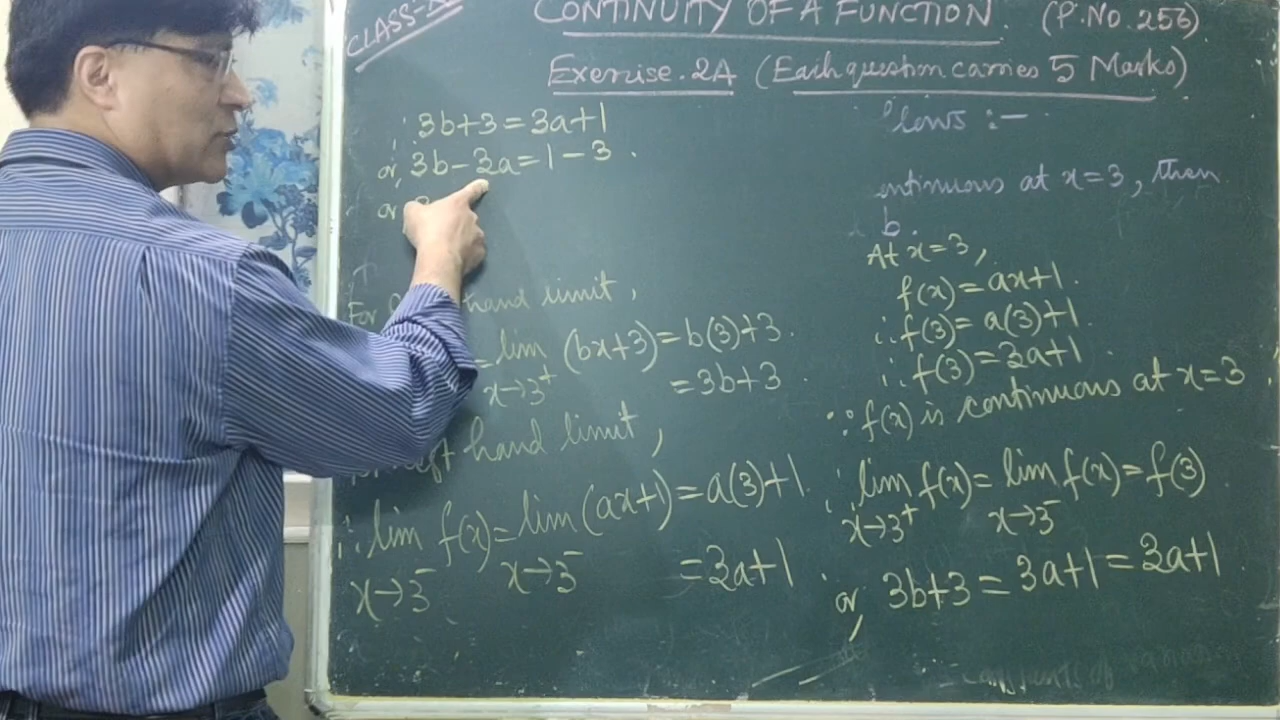 CLASS-
CONTINUITY OF A FUNCTION. (P.NO.256)
Exercise.2A (Each question carries 5 Marks)
∴ 3b+3=3a+1
or, 3b-3a=1-3.
or
lows :-
ontinuous at x=3, then
b.
For hand limit,
=lim (bx+3)=b(3)+3.
x→3⁺ =3b+3.
left hand limit,
∴ lim f(x)=lim (ax+1)=a(3)+1.
x→3⁻ x→3⁻ =3a+1
At x=3,
f(x)=ax+1.
∴ f(3)=a(3)+1.
∴ f(3)=3a+1.
∵ f(x) is continuous at x=3.
∴ lim f(x)=lim f(x)=f(3).
x→3⁺ x→3⁻
or, 3b+3=3a+1=3a+1.